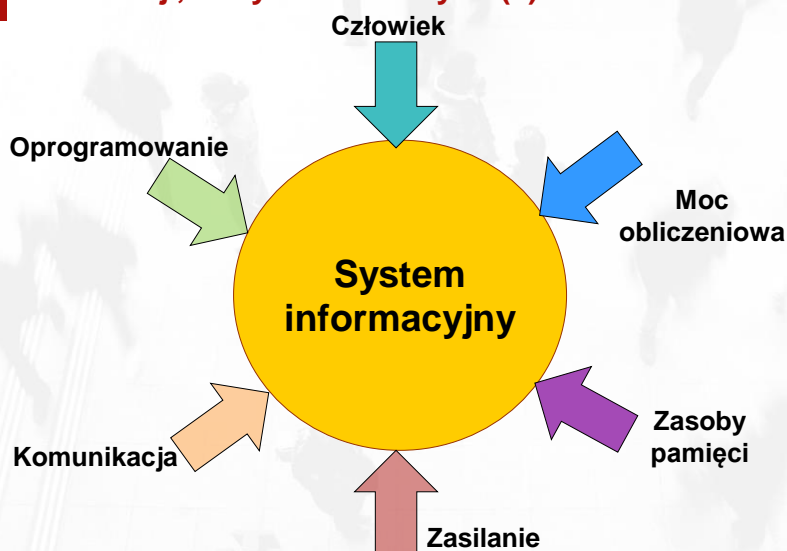 Człowiek
Oprogramowanie
Moc
obliczeniowa
System
informacyjny
Zasoby
pamięci
Komunikacja
Zasilanie